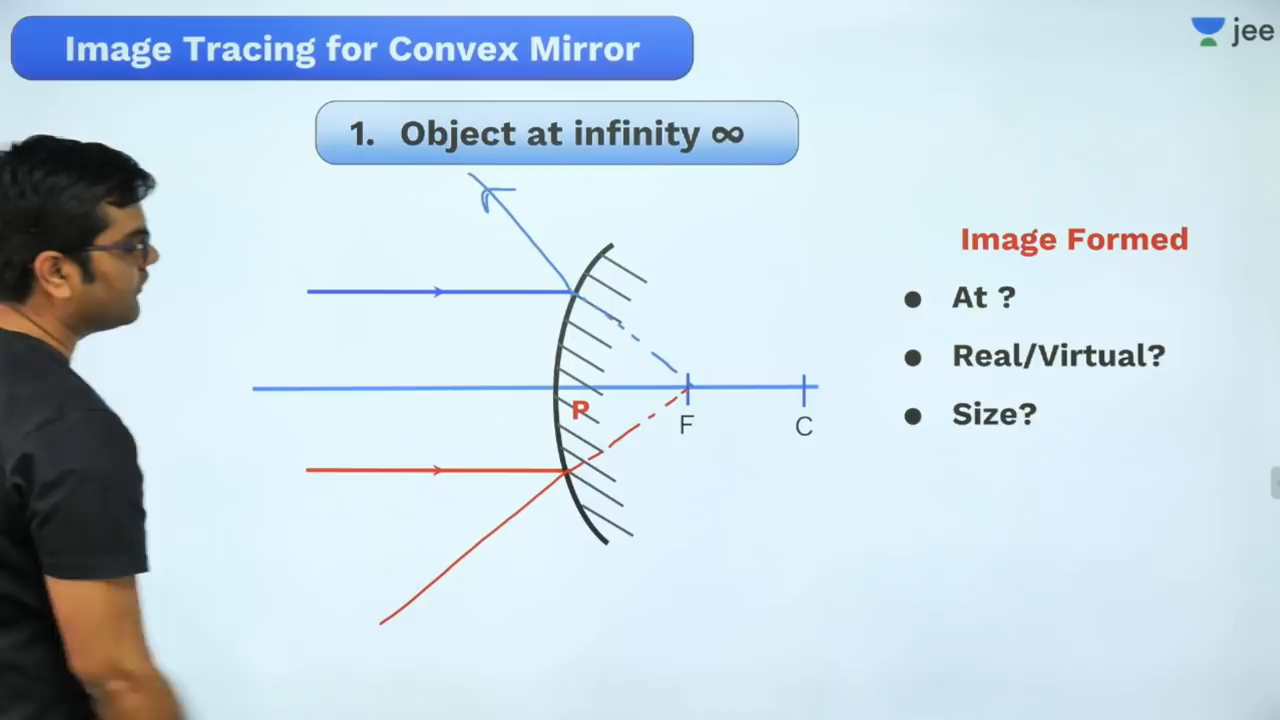 Image Tracing for Convex Mirror
jee
1. Object at infinity ∞
Image Formed
● At ?
● Real/Virtual?
● Size?
P
F
C